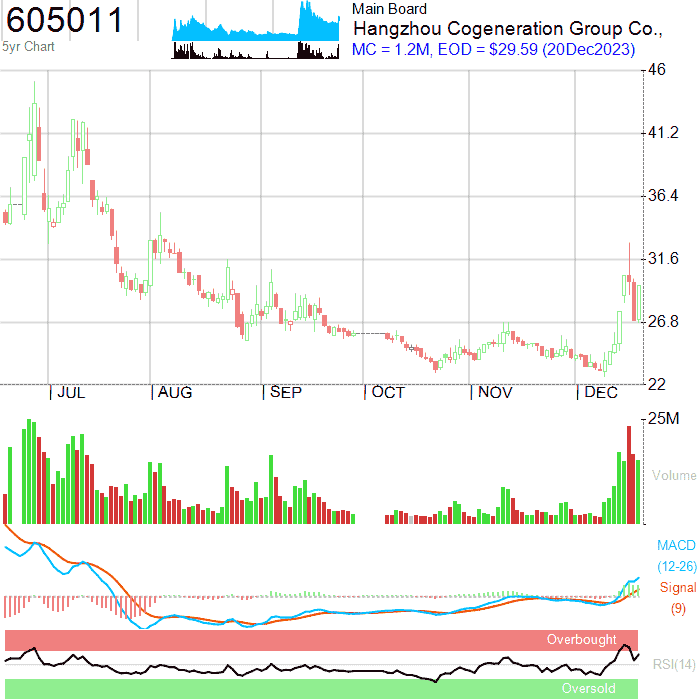 605011
5yr Chart
Main Board
Hangzhou Cogeneration Group Co.,
MC = 1.2M, EOD = $29.59 (20Dec2023)
46
41.2
36.4
31.6
26.8
22
JUL AUG SEP OCT NOV DEC
25M
Volume
MACD
(12-26)
Signal
(9)
Overbought
RSI(14)
Oversold